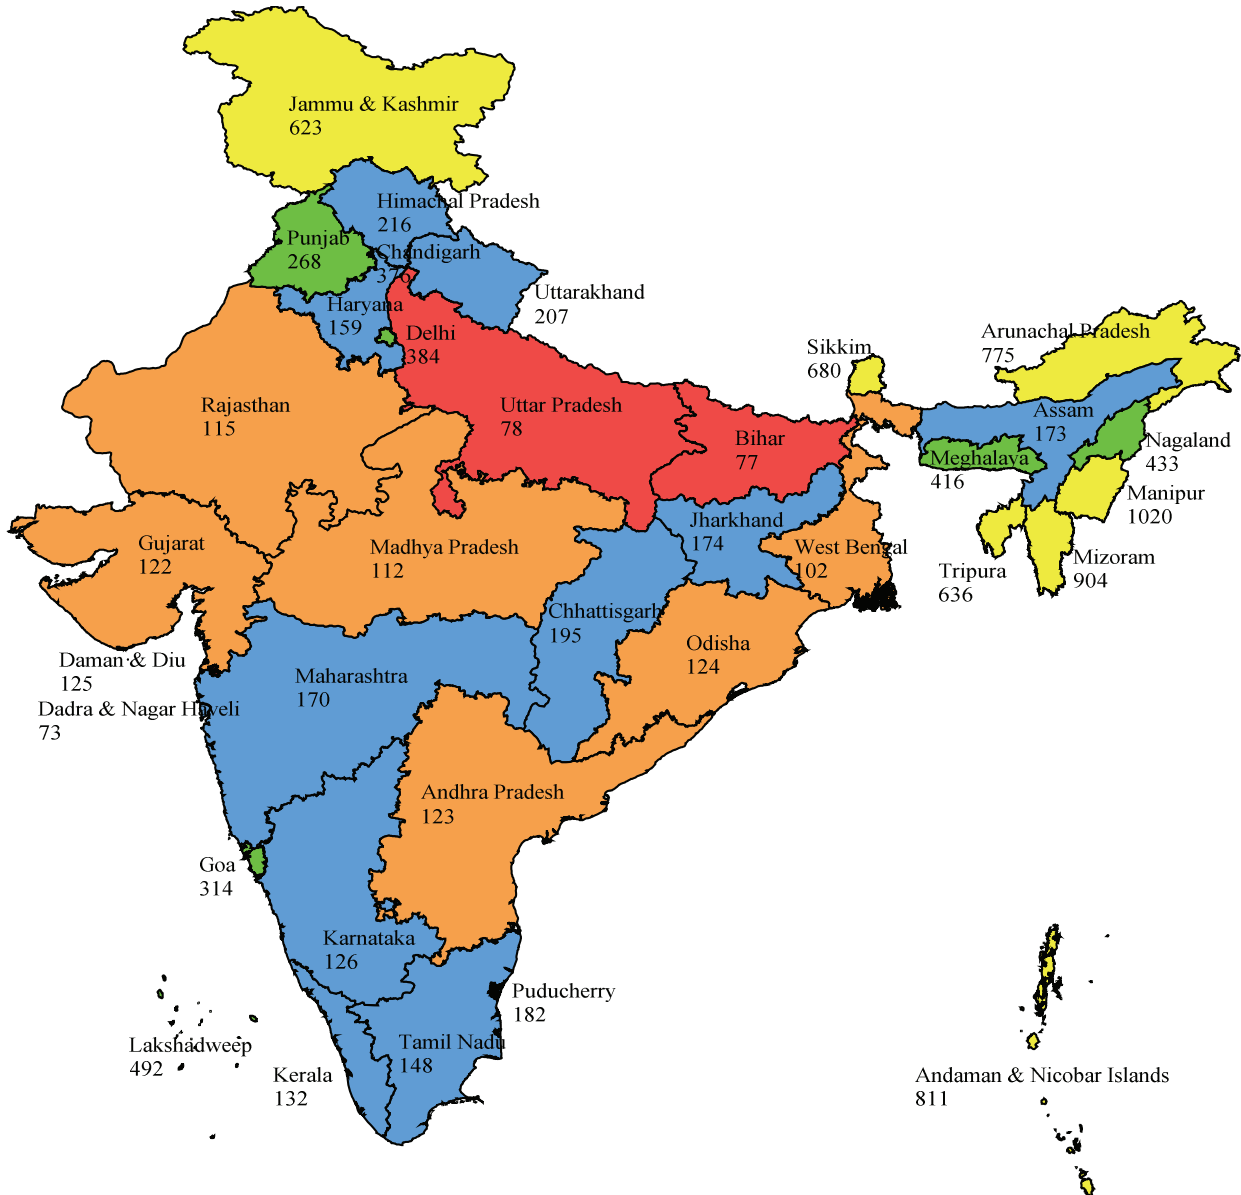 Jammu & Kashmir
623
Himachal Pradesh
216
Punjab
268
Chandigarh
376
Uttarakhand
207
Haryana
159
Delhi
384
Arunachal Pradesh
775
Sikkim
680
Rajasthan
115
Uttar Pradesh
78
Bihar
77
Assam
173
Nagaland
433
Meghalaya
416
Manipur
1020
Jharkhand
174
Gujarat
122
Madhya Pradesh
112
West Bengal
102
Tripura
636
Mizoram
904
Chhattisgarh
195
Odisha
124
Daman & Diu
125
Maharashtra
170
Dadra & Nagar Haveli
73
Andhra Pradesh
123
Goa
314
Karnataka
126
Puducherry
182
Lakshadweep
492
Tamil Nadu
148
Kerala
132
Andaman & Nicobar Islands
811